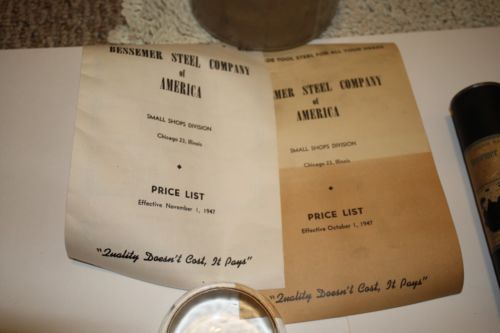 BESSEMER STEEL COMPANY
of
AMERICA
SMALL SHOPS DIVISION
Chicago 23, Illinois
PRICE LIST
Effective November 1, 1947
"Quality Doesn't Cost, It Pays"
TOOL STEEL FOR ALL YOUR NEEDS
MER STEEL COMPANY
of
AMERICA
SMALL SHOPS DIVISION
Chicago 23, Illinois
PRICE LIST
Effective October 1, 1947
"Quality Doesn't Cost, It Pays"